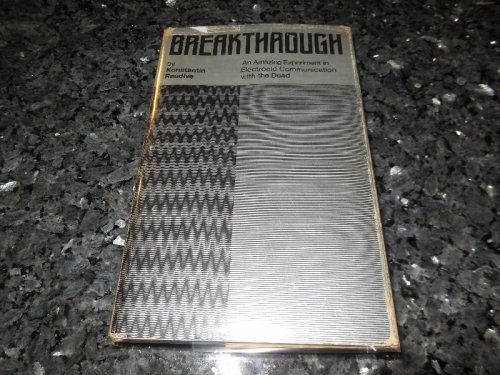 BREAKTHROUGH
by
Konstantin
Raudive
An Amazing Experiment in
Electronic Communication
with the Dead